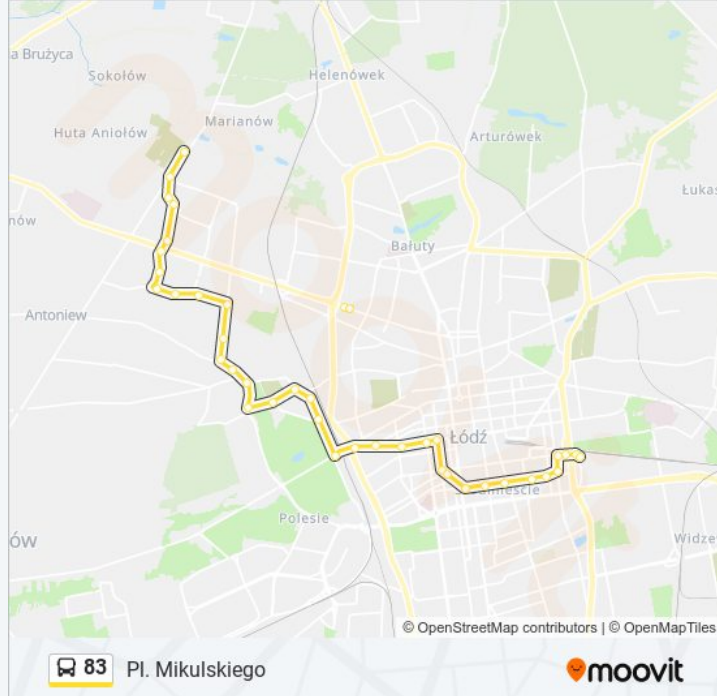 a Brużyca
Sokołów
Helenówek
Marianów
Huta Aniołów
Arturówek
Łukas
nów
Bałuty
Antoniew
Łódź
Śródmieście
Polesie
ów
Widzew
© OpenStreetMap contributors | © OpenMapTiles
83 Pl. Mikulskiego
moovit